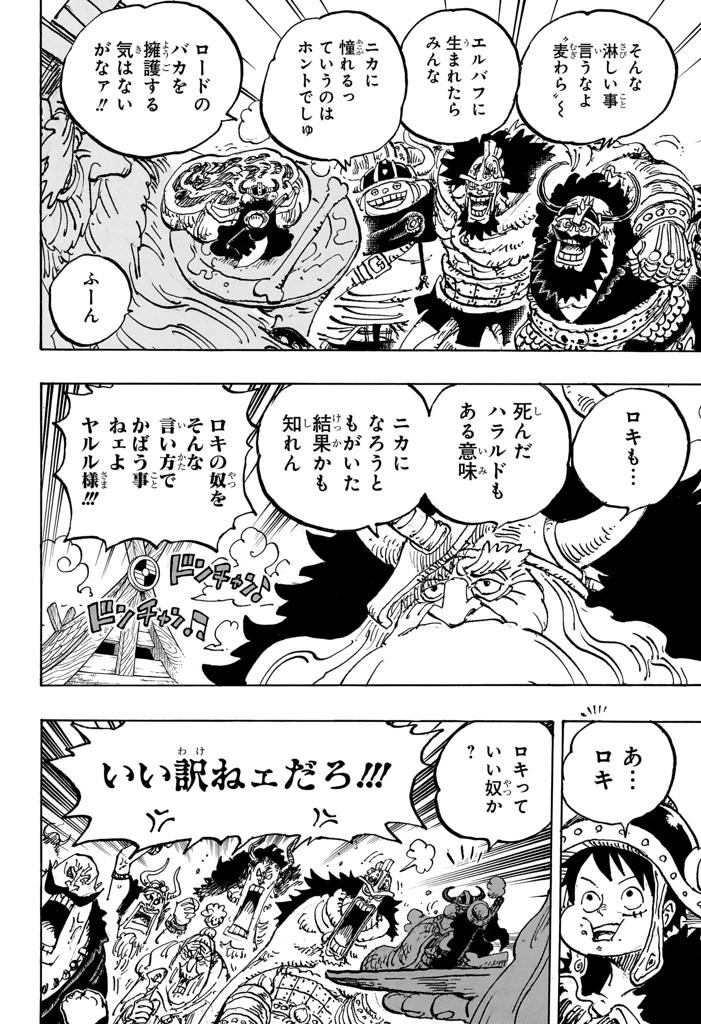 そんな
淋しい事
言うなよ
〝麦わら〟〜
エルバフに
生まれたら
みんな
ニカに
憧れるっ
ていうのは
ホントでしゅ
ロードの
バカを
擁護する
気はない
がなァ!!
ふーん
ロキも…
死んだ
ハラルドも
ある意味
ニカに
なろうと
もがいた
結果かも
知れん
ロキの奴を
そんな
言い方で
かばう事
ねェよ
ヤルル様!!!
ドンチャン♪
ドンチャン♫
あ…
ロキ
ロキって
いい奴か
?
いい訳ねェだろ!!!